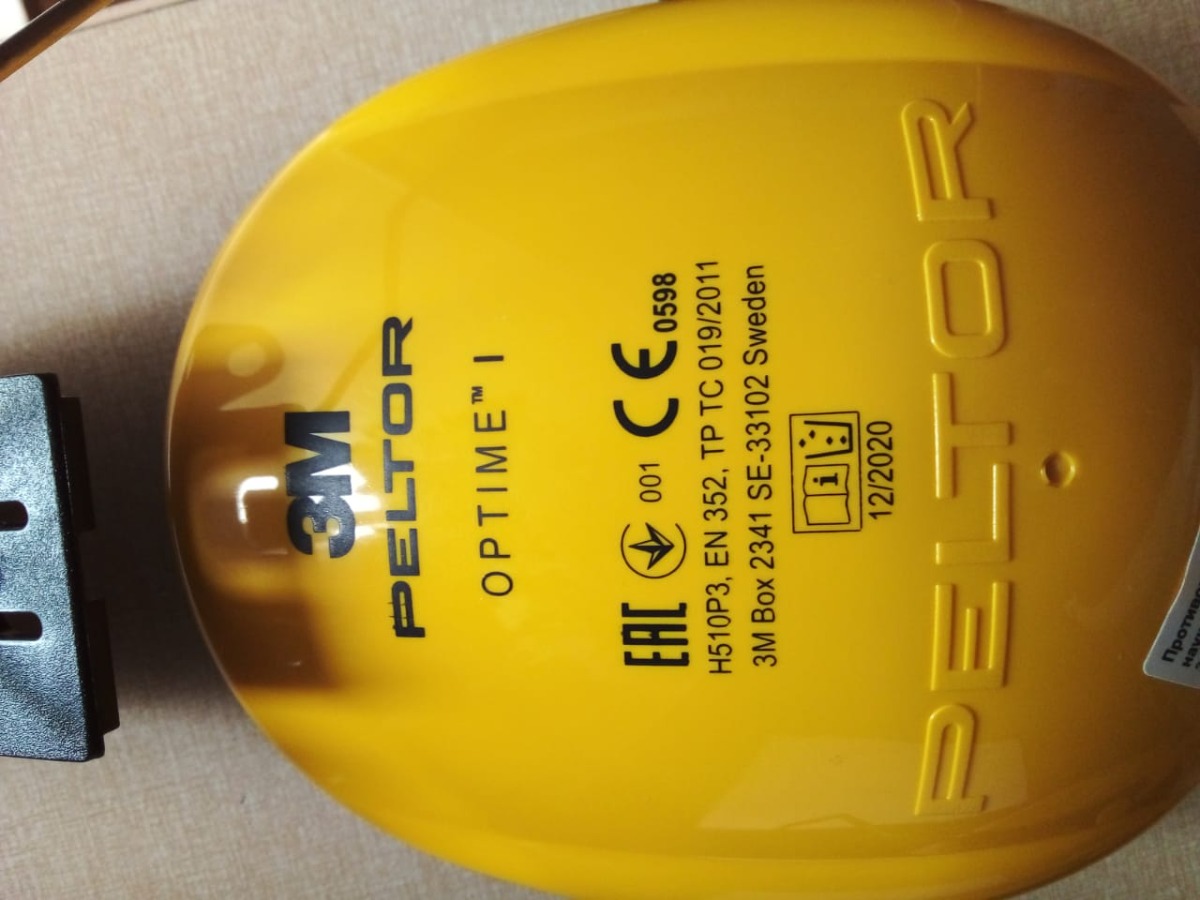 3M
PELTOR
OPTIME™ I
EAC 001 CE 0598
H510P3, EN 352, TP TC 019/2011
3M Box 2341 SE-33102 Sweden
i
12/2020
PELTOR